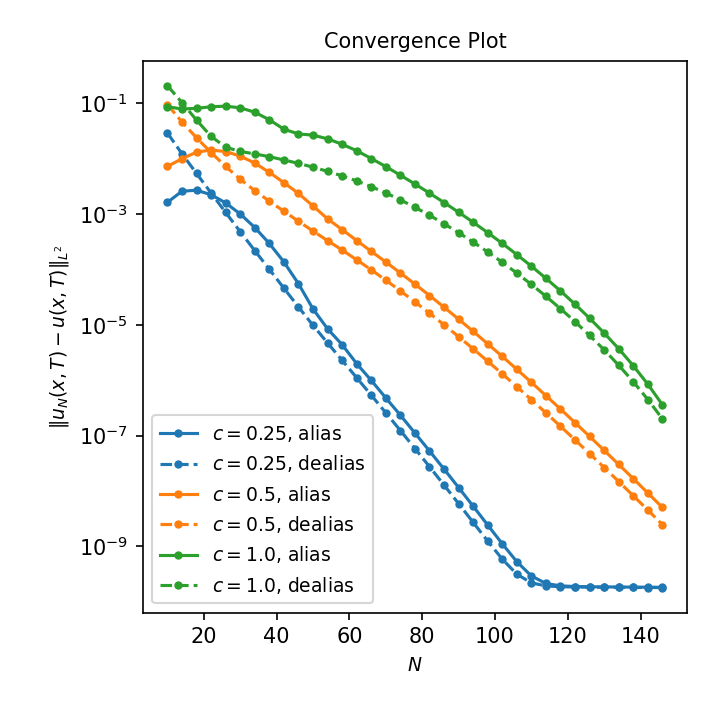 Convergence Plot
10⁻¹
10⁻³
10⁻⁵
10⁻⁷
10⁻⁹
‖u_N(x, T) − u(x, T)‖_{L²}
c = 0.25, alias
c = 0.25, dealias
c = 0.5, alias
c = 0.5, dealias
c = 1.0, alias
c = 1.0, dealias
20 40 60 80 100 120 140
N